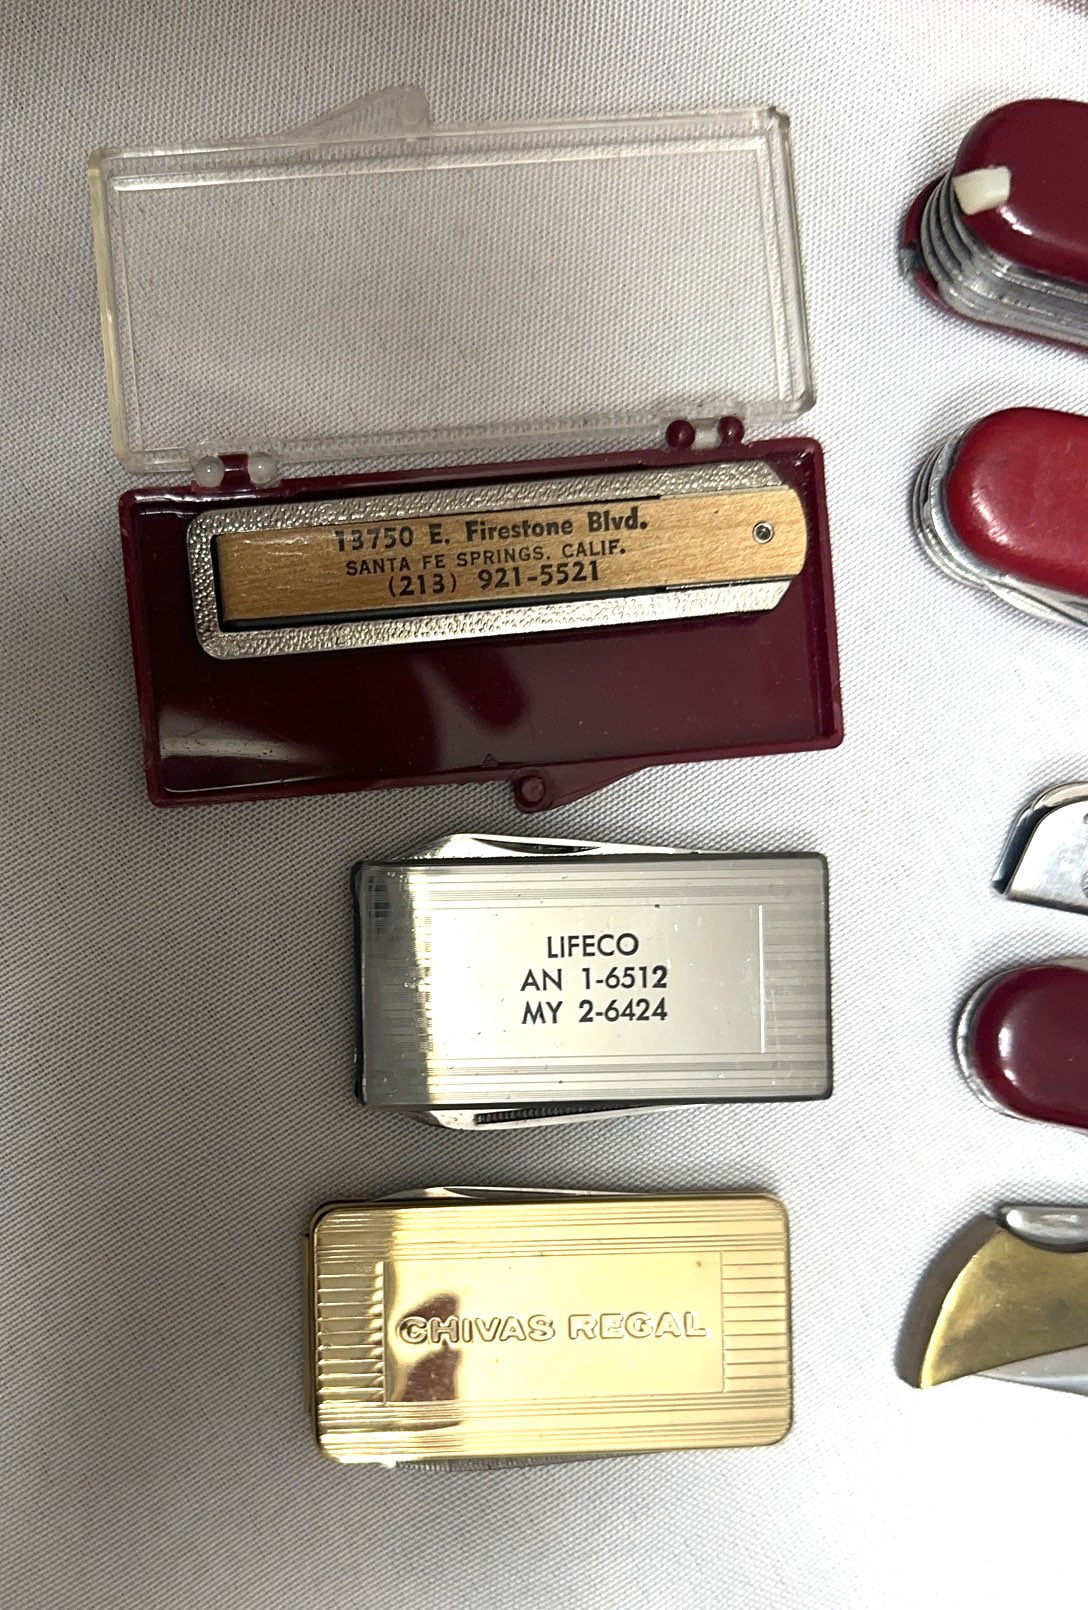 13750 E. Firestone Blvd.
SANTA FE SPRINGS, CALIF.
(213) 921-5521
LIFECO
AN 1-6512
MY 2-6424
CHIVAS REGAL